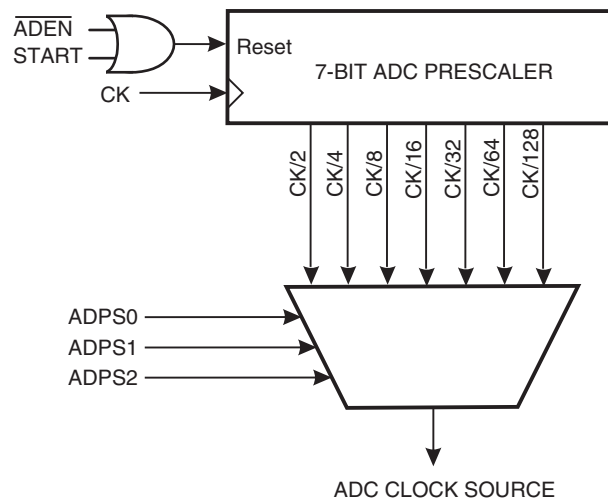 ADEN
START
Reset
7-BIT ADC PRESCALER
CK
CK/2
CK/4
CK/8
CK/16
CK/32
CK/64
CK/128
ADPS0
ADPS1
ADPS2
ADC CLOCK SOURCE